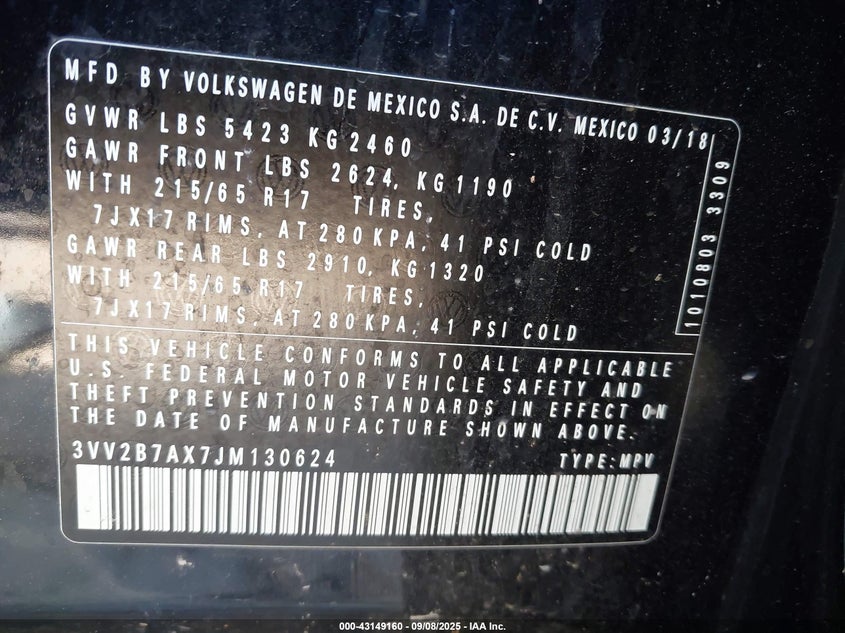 MFD BY VOLKSWAGEN DE MEXICO S.A. DE C.V. MEXICO 03/18
GVWR LBS 5423 KG 2460
GAWR FRONT LBS 2624, KG 1190
WITH 215/65 R17 TIRES,
7JX17 RIMS, AT 280 KPA, 41 PSI COLD
GAWR REAR LBS 2910, KG 1320
WITH 215/65 R17 TIRES,
7JX17 RIMS, AT 280 KPA, 41 PSI COLD
1010803 3309
THIS VEHICLE CONFORMS TO ALL APPLICABLE
U.S. FEDERAL MOTOR VEHICLE SAFETY AND
THEFT PREVENTION STANDARDS IN EFFECT ON
THE DATE OF MANUFACTURE SHOWN ABOVE.
3VV2B7AX7JM130624 TYPE: MPV
000-43149160 - 09/08/2025 - IAA Inc.